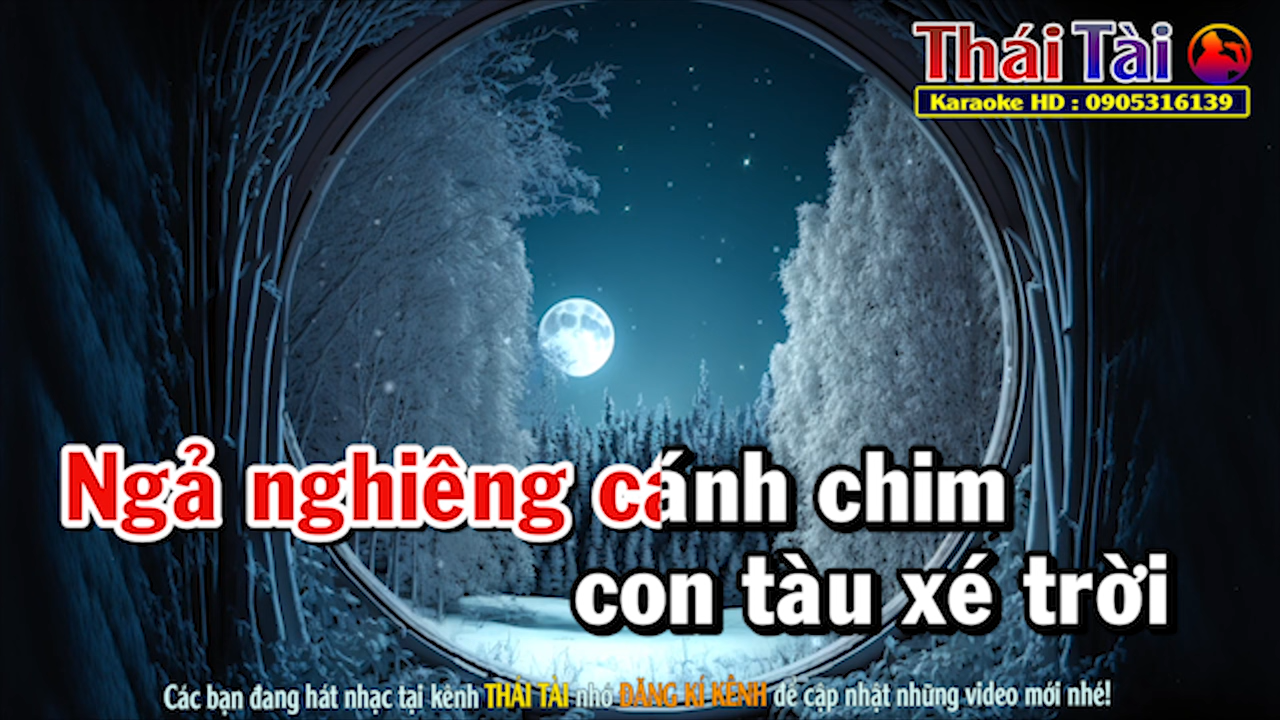 Thái Tài
Karaoke HD : 0905316139
Ngả nghiêng cánh chim
con tàu xé trời
Các bạn đang hát nhạc tại kênh THÁI TÀI nhớ ĐĂNG KÍ KÊNH để cập nhật những video mới nhé!